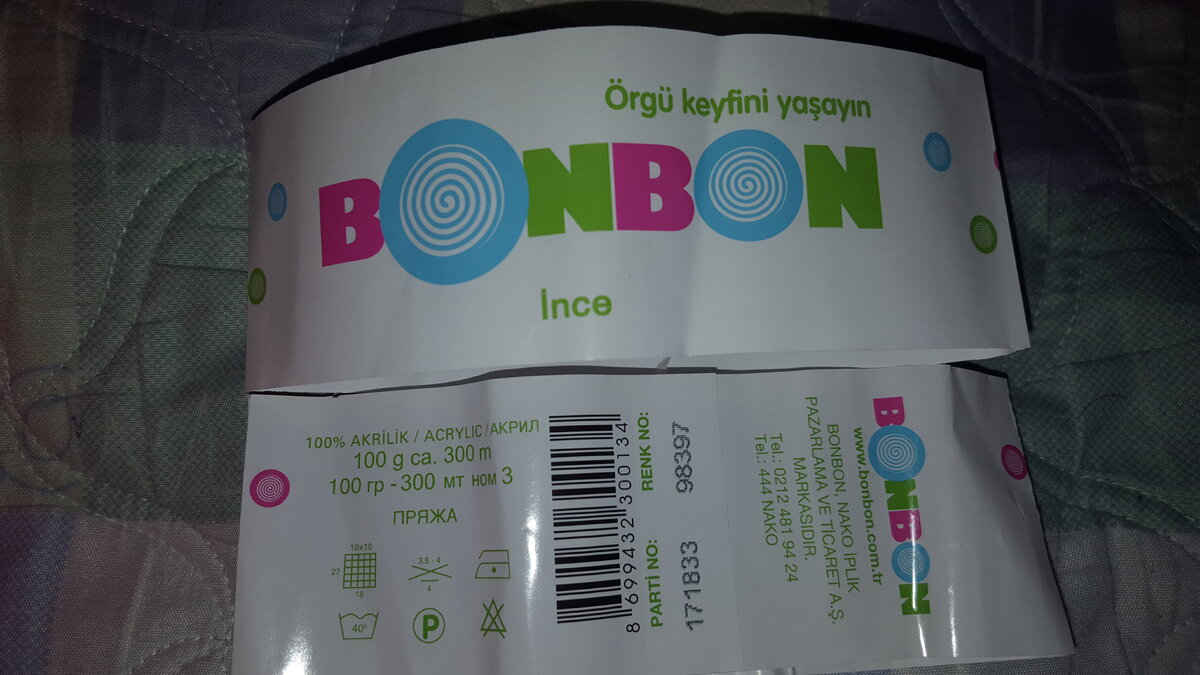 Örgü keyfini yaşayın
BONBON
İnce
100% AKRİLİK / ACRYLIC / АКРИЛ
100 g ca. 300 m
100 гр - 300 мт ном 3
ПРЯЖА
10x10
27
18
3.5 - 4
4
40°
P
8 699432 300134
PARTİ NO: RENK NO:
171833 98397
BONBON
www.bonbon.com.tr
BONBON, NAKO İPLİK
PAZARLAMA VE TİCARET A.Ş.
MARKASIDIR.
Tel.: 0212 481 94 24
Tel.: 444 NAKO